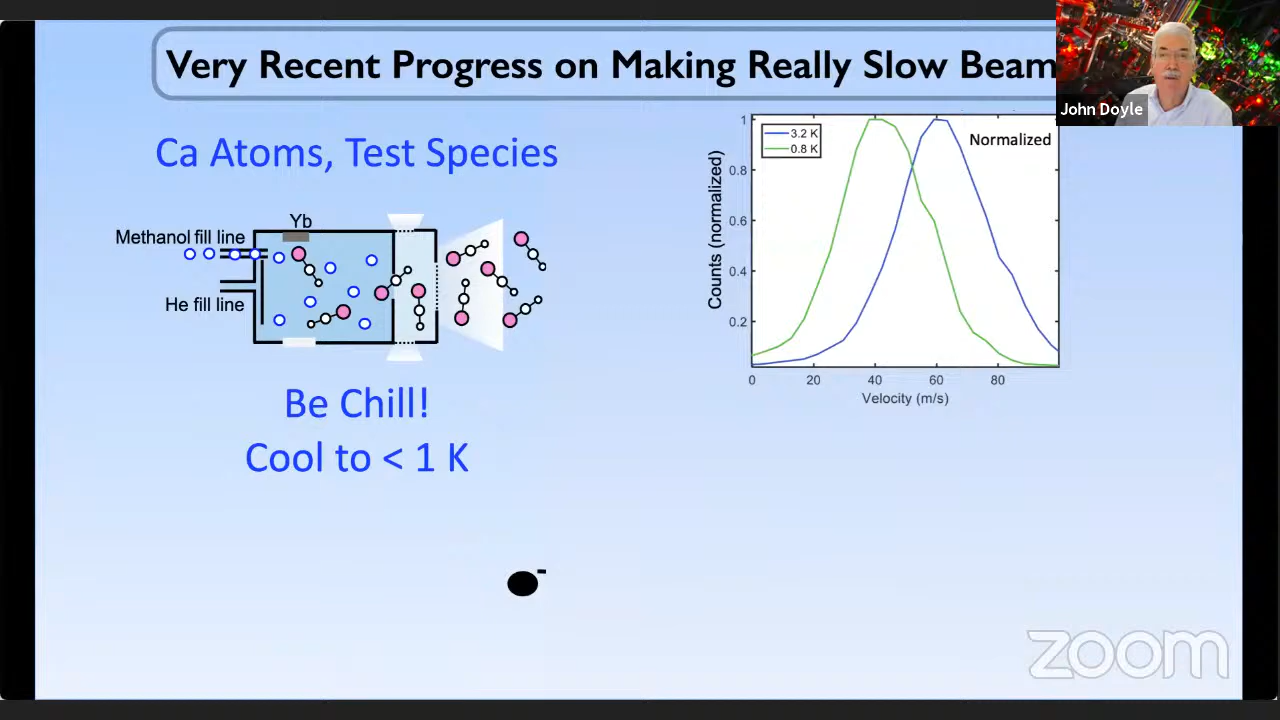 Very Recent Progress on Making Really Slow Beam
John Doyle
Ca Atoms, Test Species
Yb
Methanol fill line
He fill line
Be Chill!
Cool to < 1 K
3.2 K
0.8 K
Normalized
Counts (normalized)
1
0.8
0.6
0.4
0.2
0 20 40 60 80
Velocity (m/s)
zoom